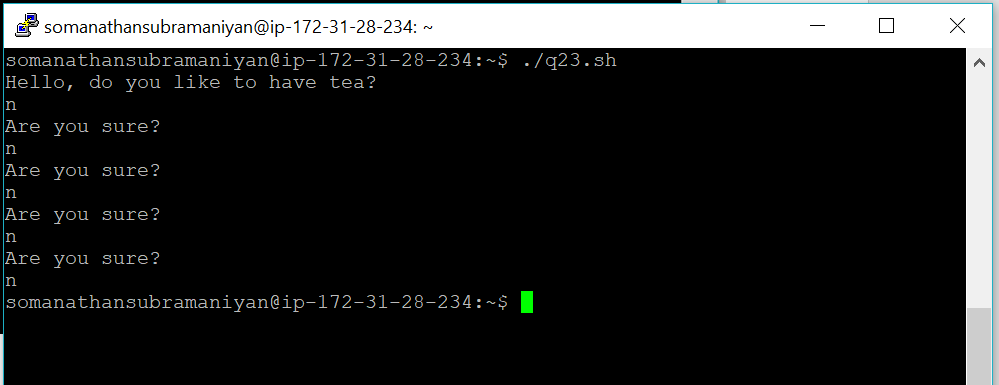 somanathansubramaniyan@ip-172-31-28-234: ~
somanathansubramaniyan@ip-172-31-28-234:~$ ./q23.sh
Hello, do you like to have tea?
n
Are you sure?
n
Are you sure?
n
Are you sure?
n
Are you sure?
n
somanathansubramaniyan@ip-172-31-28-234:~$